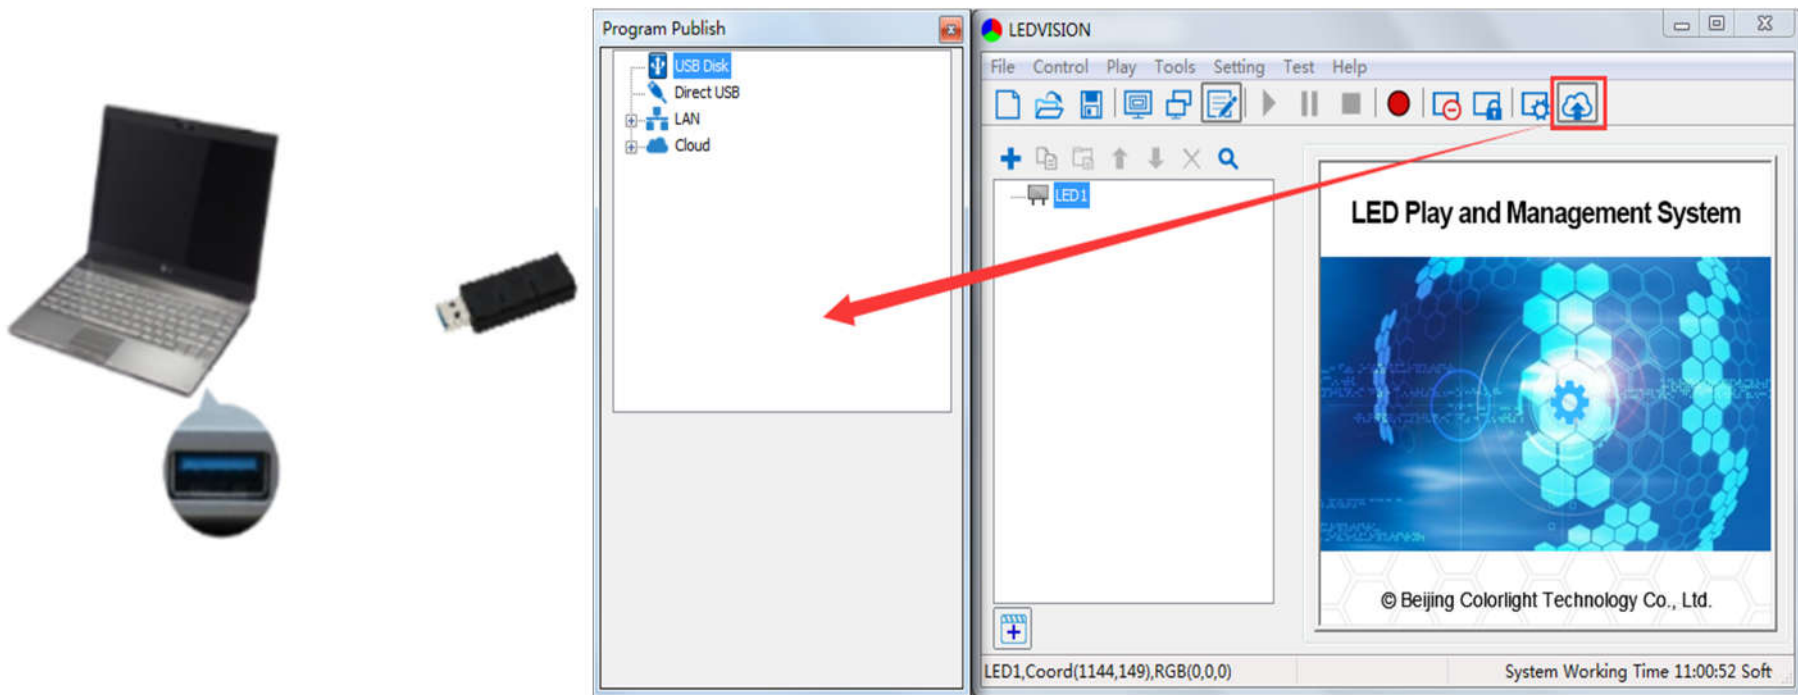 Program Publish
USB Disk
Direct USB
LAN
Cloud
LEDVISION
File Control Play Tools Setting Test Help
LED1
LED Play and Management System
© Beijing Colorlight Technology Co., Ltd.
LED1,Coord(1144,149),RGB(0,0,0)
System Working Time 11:00:52 Soft